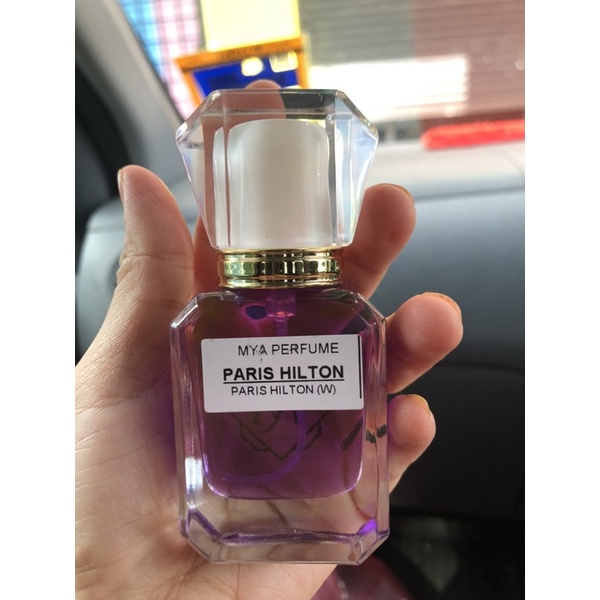 MYA PERFUME
PARIS HILTON
PARIS HILTON (W)